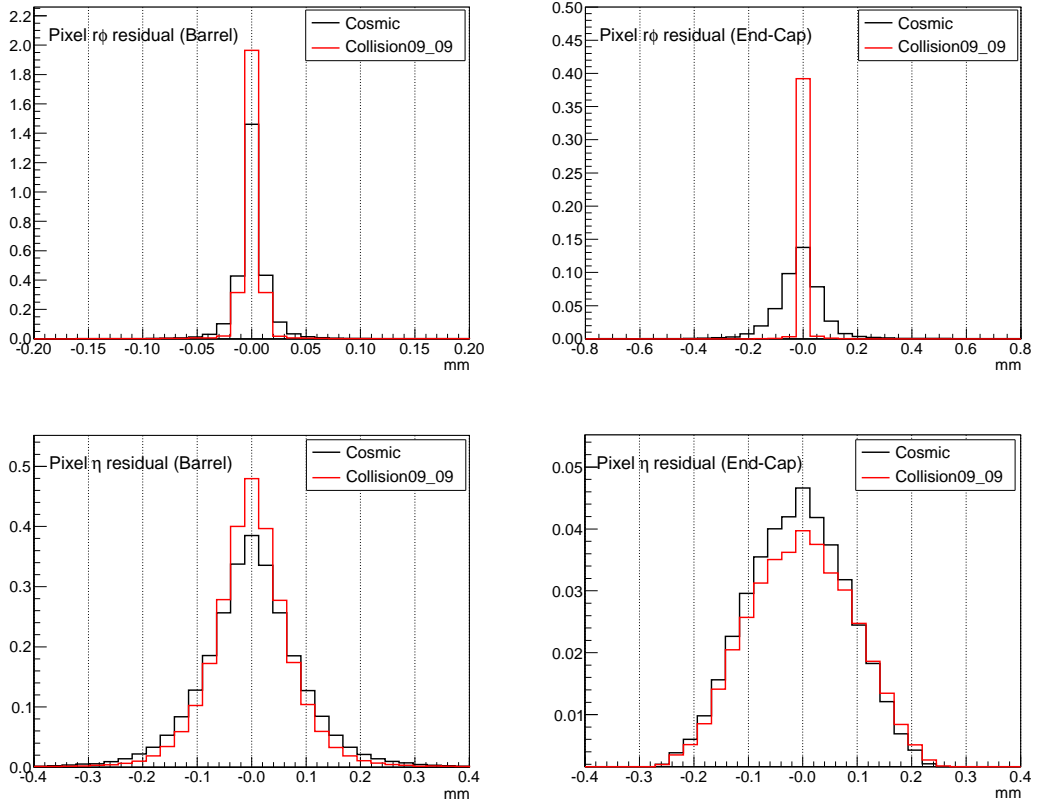 Pixel rϕ residual (Barrel)
Cosmic
Collision09_09
2.2
2.0
1.8
1.6
1.4
1.2
1.0
0.8
0.6
0.4
0.2
0.0
-0.20 -0.15 -0.10 -0.05 -0.00 0.05 0.10 0.15 0.20
mm
Pixel rϕ residual (End-Cap)
Cosmic
Collision09_09
0.50
0.45
0.40
0.35
0.30
0.25
0.20
0.15
0.10
0.05
0.00
-0.8 -0.6 -0.4 -0.2 -0.0 0.2 0.4 0.6 0.8
mm
Pixel η residual (Barrel)
Cosmic
Collision09_09
0.5
0.4
0.3
0.2
0.1
0.0
-0.4 -0.3 -0.2 -0.1 -0.0 0.1 0.2 0.3 0.4
mm
Pixel η residual (End-Cap)
Cosmic
Collision09_09
0.05
0.04
0.03
0.02
0.01
-0.4 -0.3 -0.2 -0.1 -0.0 0.1 0.2 0.3 0.4
mm